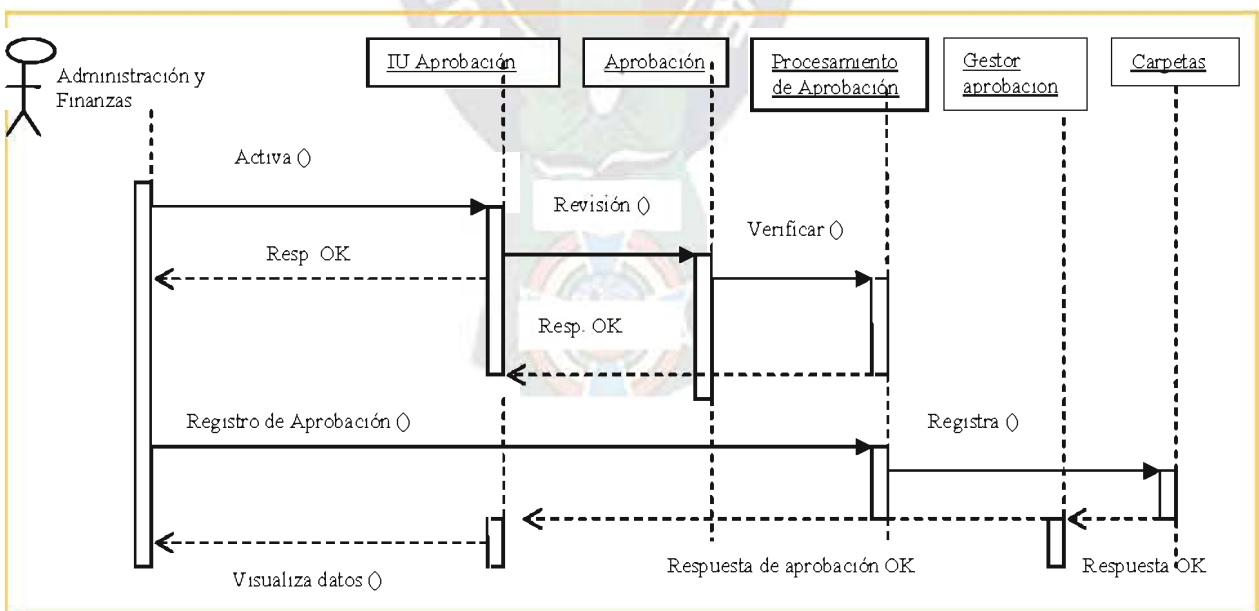 Administración y
Finanzas
IU Aprobación
Aprobación
Procesamiento
de Aprobación
Gestor
aprobacion
Carpetas
Activa ()
Revisión ()
Verificar ()
Resp OK
Resp. OK
Registro de Aprobación ()
Registra ()
Respuesta de aprobación OK
Respuesta OK
Visualiza datos ()